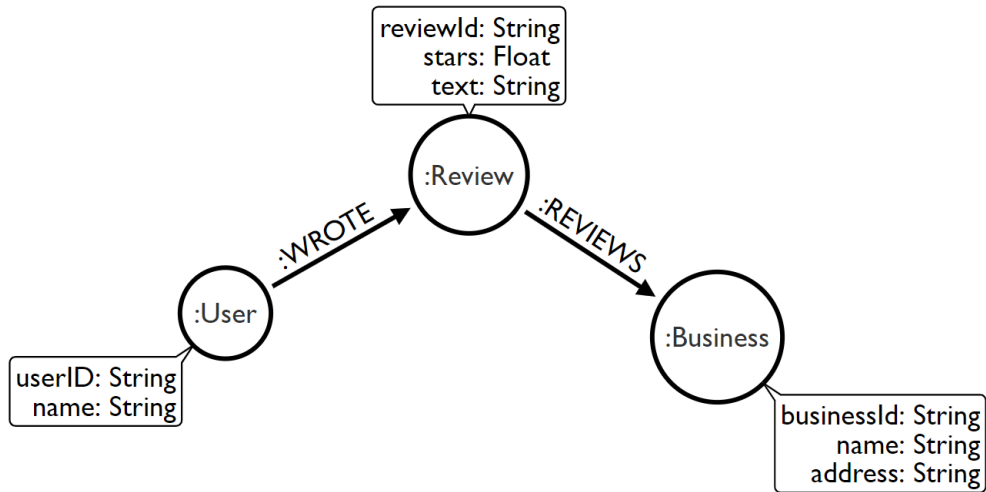 reviewId: String
stars: Float
text: String
:Review
:WROTE
:REVIEWS
:User
:Business
userID: String
name: String
businessId: String
name: String
address: String